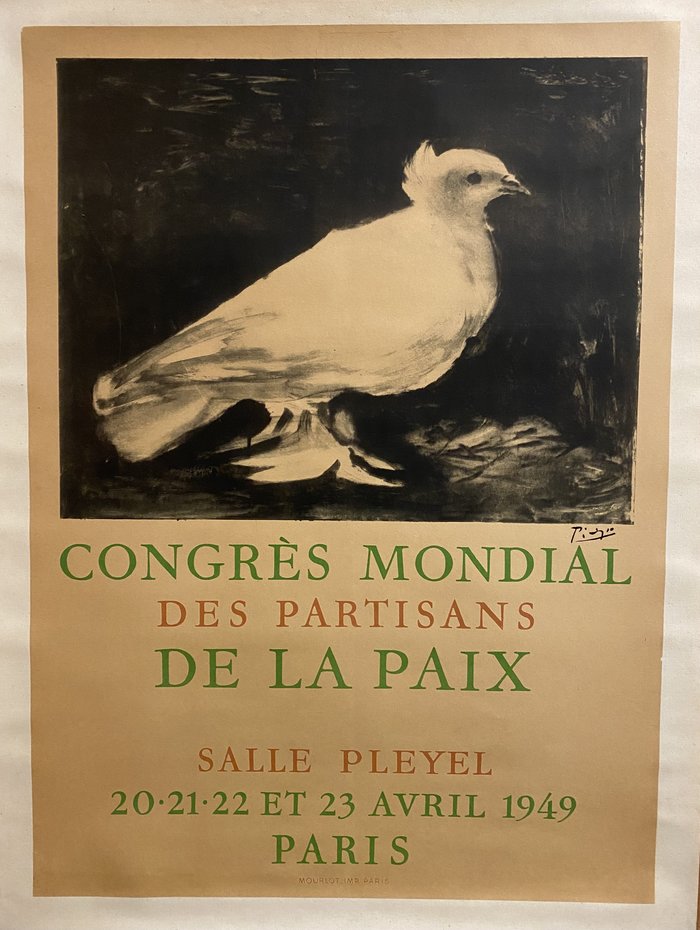 Picasso
CONGRÈS MONDIAL
DES PARTISANS
DE LA PAIX
SALLE PLEYEL
20·21·22 ET 23 AVRIL 1949
PARIS
MOURLOT. IMP. PARIS